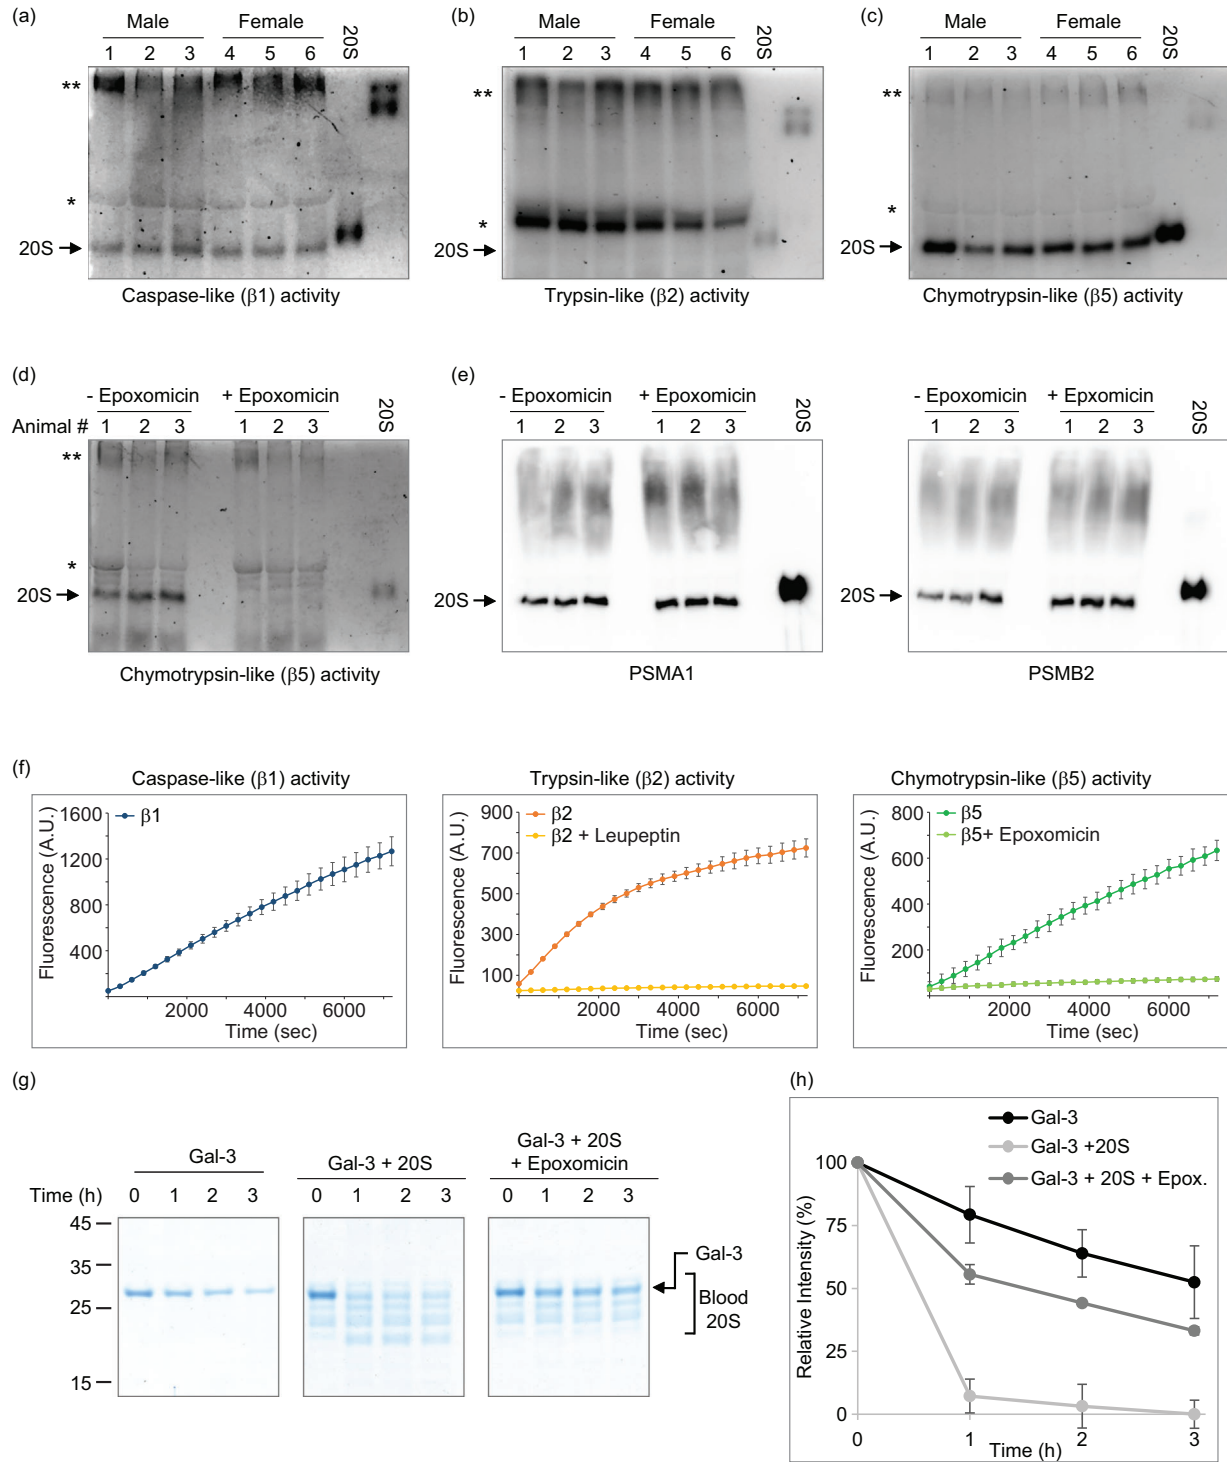 (a)
Male Female
1 2 3 4 5 6 20S
**
*
20S
Caspase-like (β1) activity
(b)
Male Female
1 2 3 4 5 6 20S
**
*
20S
Trypsin-like (β2) activity
(c)
Male Female
1 2 3 4 5 6 20S
**
*
20S
Chymotrypsin-like (β5) activity
(d)
- Epoxomicin + Epoxomicin
Animal # 1 2 3 1 2 3 20S
**
*
20S
Chymotrypsin-like (β5) activity
(e)
- Epoxomicin + Epoxomicin
1 2 3 1 2 3 20S
20S
PSMA1
- Epoxomicin + Epxomicin
1 2 3 1 2 3 20S
20S
PSMB2
(f)
Caspase-like (β1) activity
β1
Fluorescence (A.U.)
1600
1200
800
400
2000 4000 6000
Time (sec)
Trypsin-like (β2) activity
β2
β2 + Leupeptin
Fluorescence (A.U.)
900
700
500
300
100
2000 4000 6000
Time (sec)
Chymotrypsin-like (β5) activity
β5
β5+ Epoxomicin
Fluorescence (A.U.)
800
600
400
200
2000 4000 6000
Time (sec)
(g)
Gal-3
Gal-3 + 20S
Gal-3 + 20S
+ Epoxomicin
Time (h) 0 1 2 3 0 1 2 3 0 1 2 3
45
35
25
15
Gal-3
Blood
20S
(h)
Gal-3
Gal-3 +20S
Gal-3 + 20S + Epox.
Relative Intensity (%)
100
75
50
25
0
0 1 2 3
Time (h)